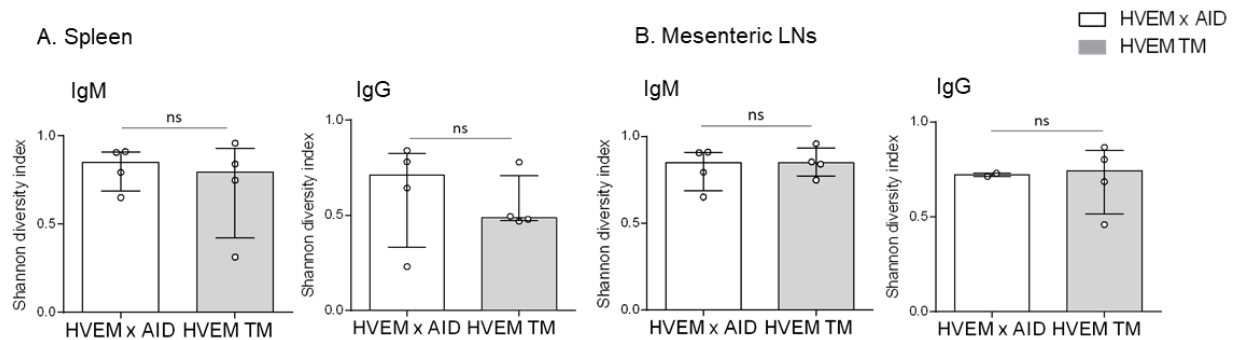 HVEM x AID
HVEM TM
A. Spleen
B. Mesenteric LNs
IgM
ns
Shannon diversity index
1.0
0.5
0.0
HVEM x AID HVEM TM
IgG
ns
Shannon diversity index
1.0
0.5
0.0
HVEM x AID HVEM TM
IgM
ns
Shannon diversity index
1.0
0.5
0.0
HVEM x AID HVEM TM
IgG
ns
Shannon diversity index
1.0
0.5
0.0
HVEM x AID HVEM TM